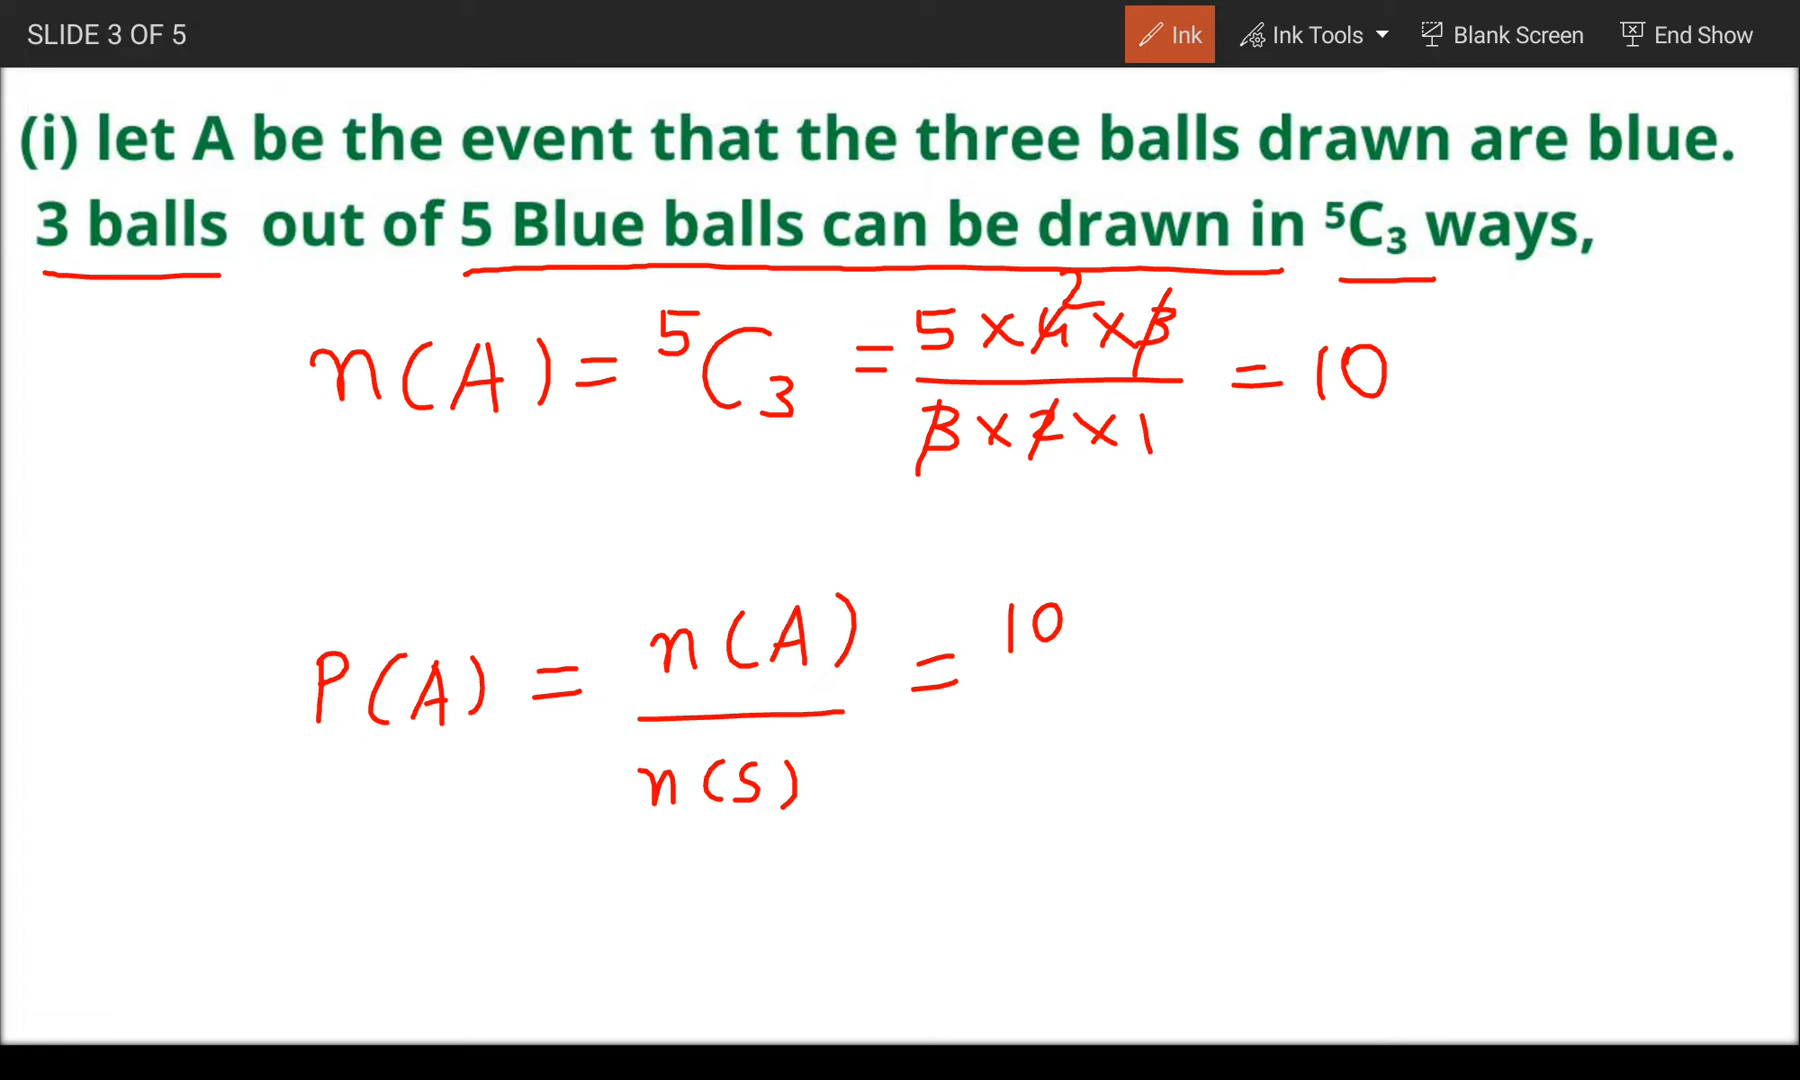 SLIDE 3 OF 5 Ink Ink Tools Blank Screen End Show
(i) let A be the event that the three balls drawn are blue.
3 balls out of 5 Blue balls can be drawn in ⁵C₃ ways,
n(A) = ⁵C₃ = 5 × 4 2 × 3 / 3 × 2 × 1 = 10
P(A) = n(A) / n(S) = 10